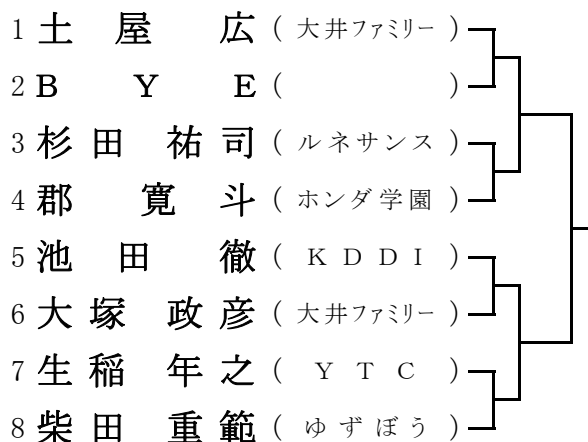 1 土屋 広 ( 大井ファミリー )
2 B Y E ( )
3 杉田 祐司 ( ルネサンス )
4 郡 寛斗 ( ホンダ学園 )
5 池田 徹 ( KDDI )
6 大塚 政彦 ( 大井ファミリー )
7 生稲 年之 ( YTC )
8 柴田 重範 ( ゆずぼう )